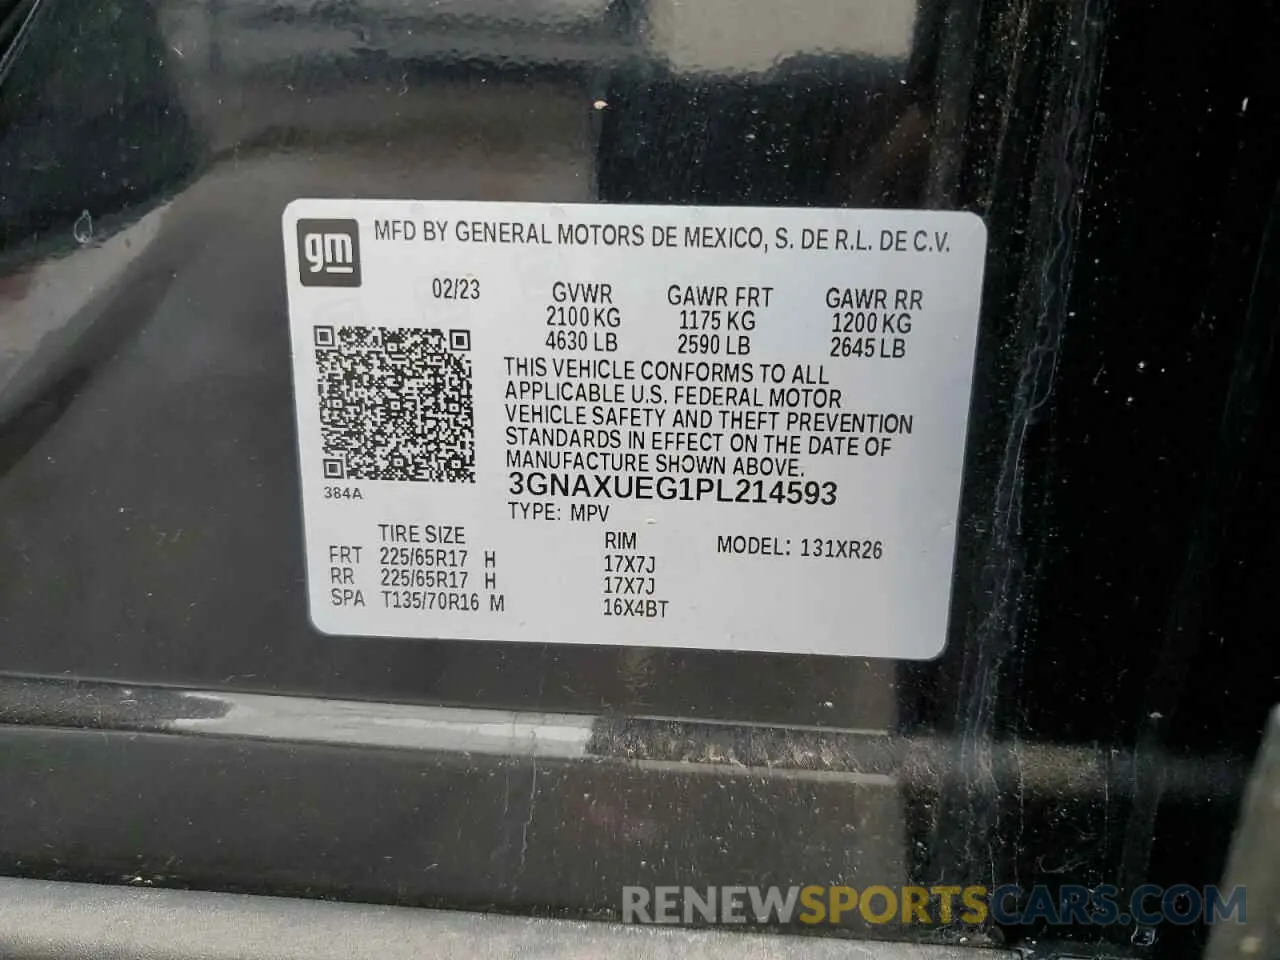 gm
MFD BY GENERAL MOTORS DE MEXICO, S. DE R.L. DE C.V.
02/23 GVWR GAWR FRT GAWR RR
2100 KG 1175 KG 1200 KG
4630 LB 2590 LB 2645 LB
THIS VEHICLE CONFORMS TO ALL
APPLICABLE U.S. FEDERAL MOTOR
VEHICLE SAFETY AND THEFT PREVENTION
STANDARDS IN EFFECT ON THE DATE OF
MANUFACTURE SHOWN ABOVE.
384A
3GNAXUEG1PL214593
TYPE: MPV
TIRE SIZE RIM MODEL: 131XR26
FRT 225/65R17 H 17X7J
RR 225/65R17 H 17X7J
SPA T135/70R16 M 16X4BT
RENEWSPORTSCARS.COM